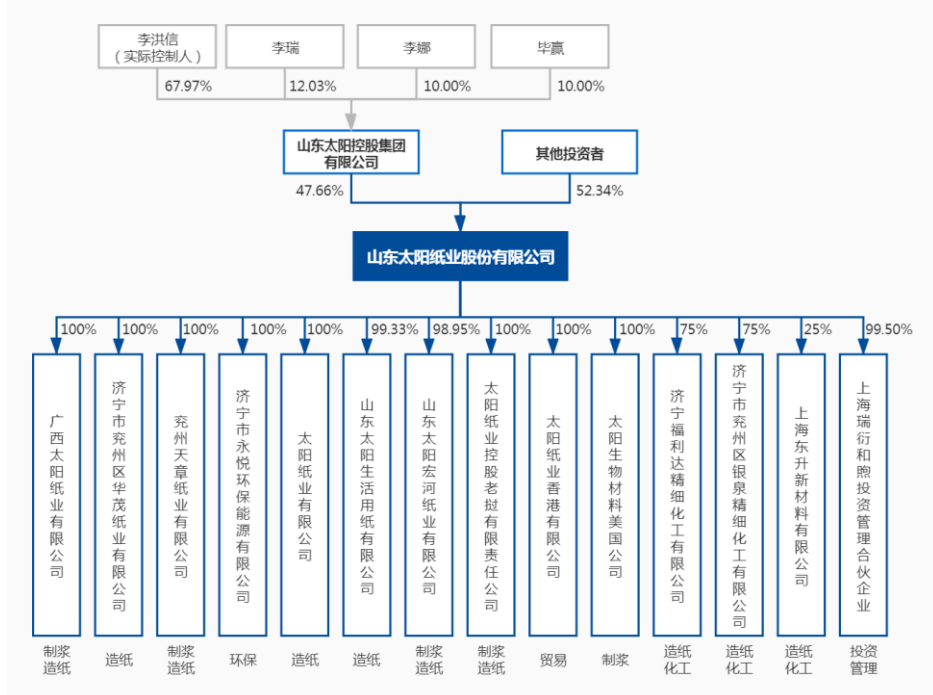 李洪信
（实际控制人）
李瑞
李娜
毕赢
67.97%
12.03%
10.00%
10.00%
山东太阳控股集团
有限公司
其他投资者
47.66%
52.34%
山东太阳纸业股份有限公司
100%
100%
100%
100%
100%
99.33%
98.95%
100%
100%
100%
75%
75%
25%
99.50%
广西太阳纸业有限公司
济宁市兖州区华茂纸业有限公司
兖州天章纸业有限公司
济宁市永悦环保能源有限公司
太阳纸业有限公司
山东太阳生活用纸有限公司
山东太阳宏河纸业有限公司
太阳纸业控股老挝有限责任公司
太阳纸业香港有限公司
太阳生物材料美国公司
济宁福利达精细化工有限公司
济宁市兖州区银泉精细化工有限公司
上海东升新材料有限公司
上海瑞衍和煦投资管理合伙企业
制浆
造纸
造纸
制浆
造纸
环保
造纸
造纸
制浆
造纸
制浆
造纸
贸易
制浆
造纸
化工
造纸
化工
造纸
化工
投资
管理